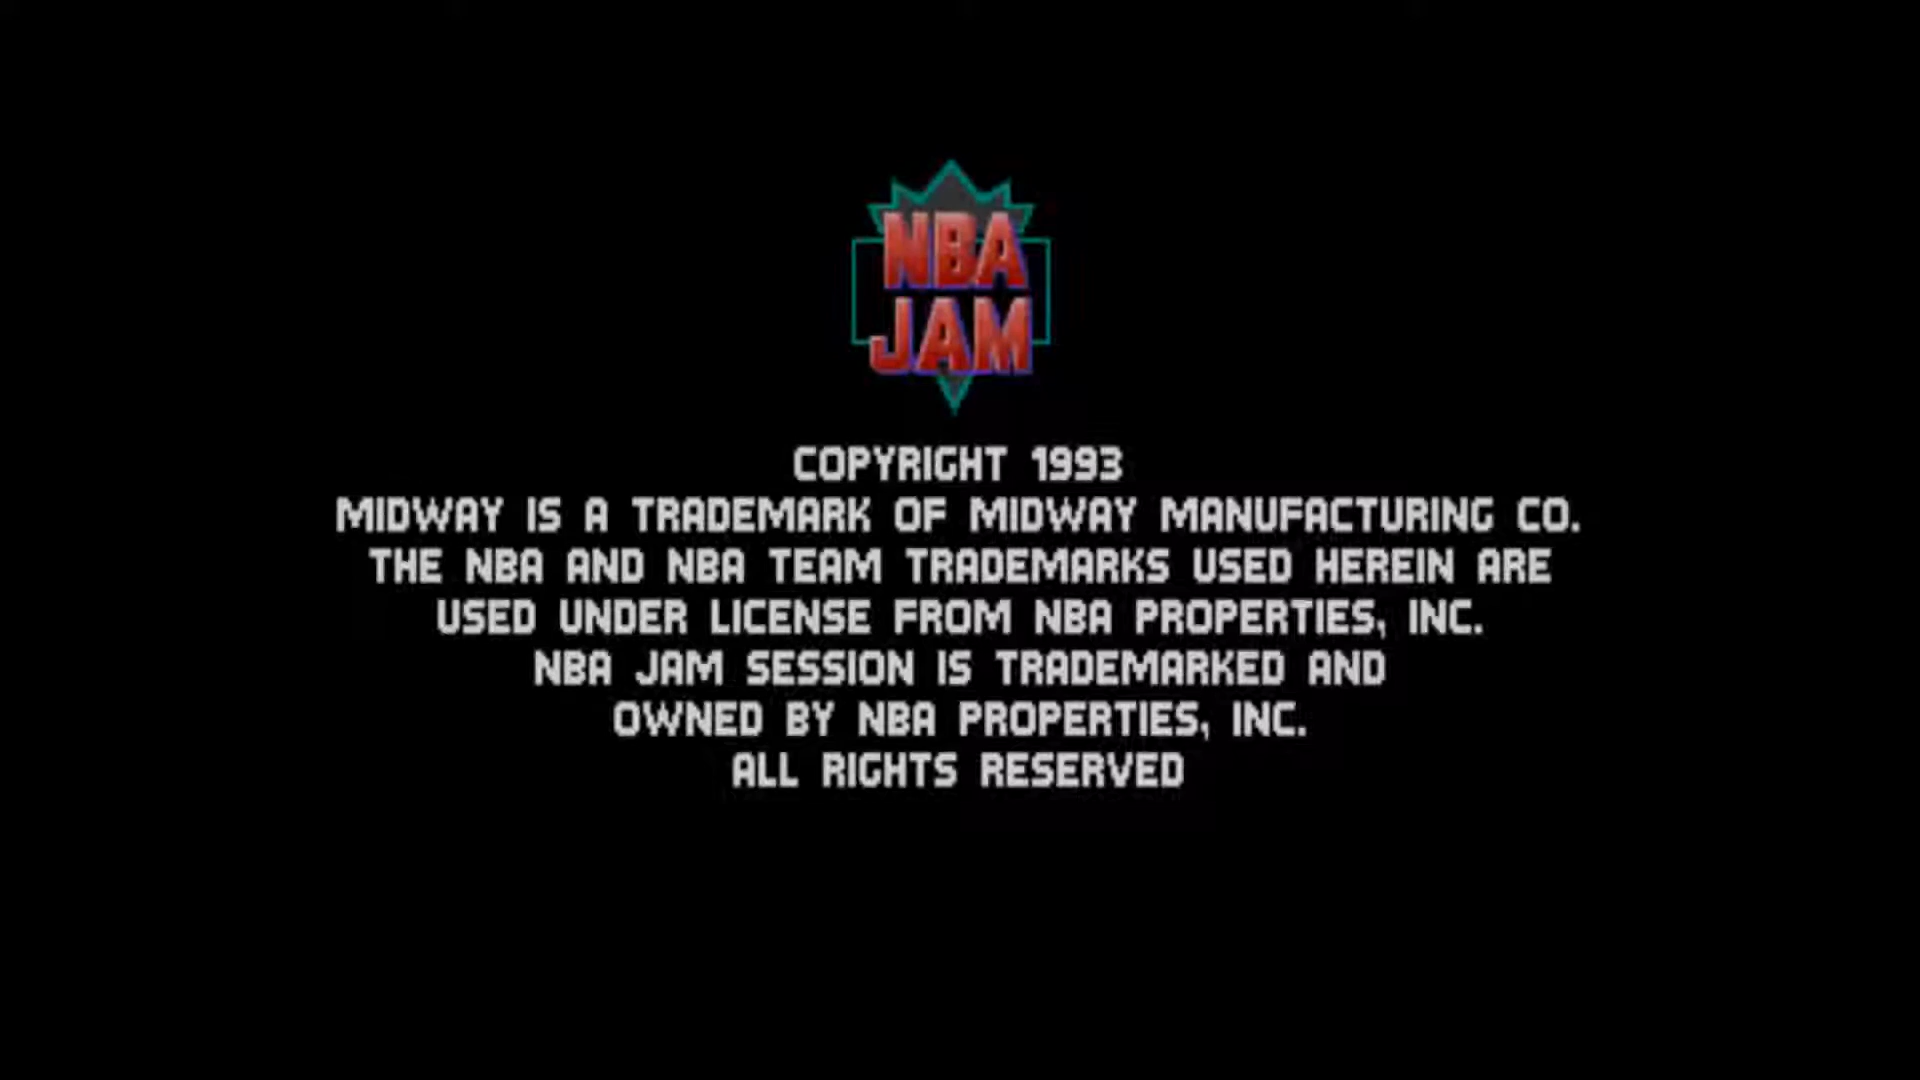 NBA
JAM
COPYRIGHT 1993
MIDWAY IS A TRADEMARK OF MIDWAY MANUFACTURING CO.
THE NBA AND NBA TEAM TRADEMARKS USED HEREIN ARE
USED UNDER LICENSE FROM NBA PROPERTIES, INC.
NBA JAM SESSION IS TRADEMARKED AND
OWNED BY NBA PROPERTIES, INC.
ALL RIGHTS RESERVED